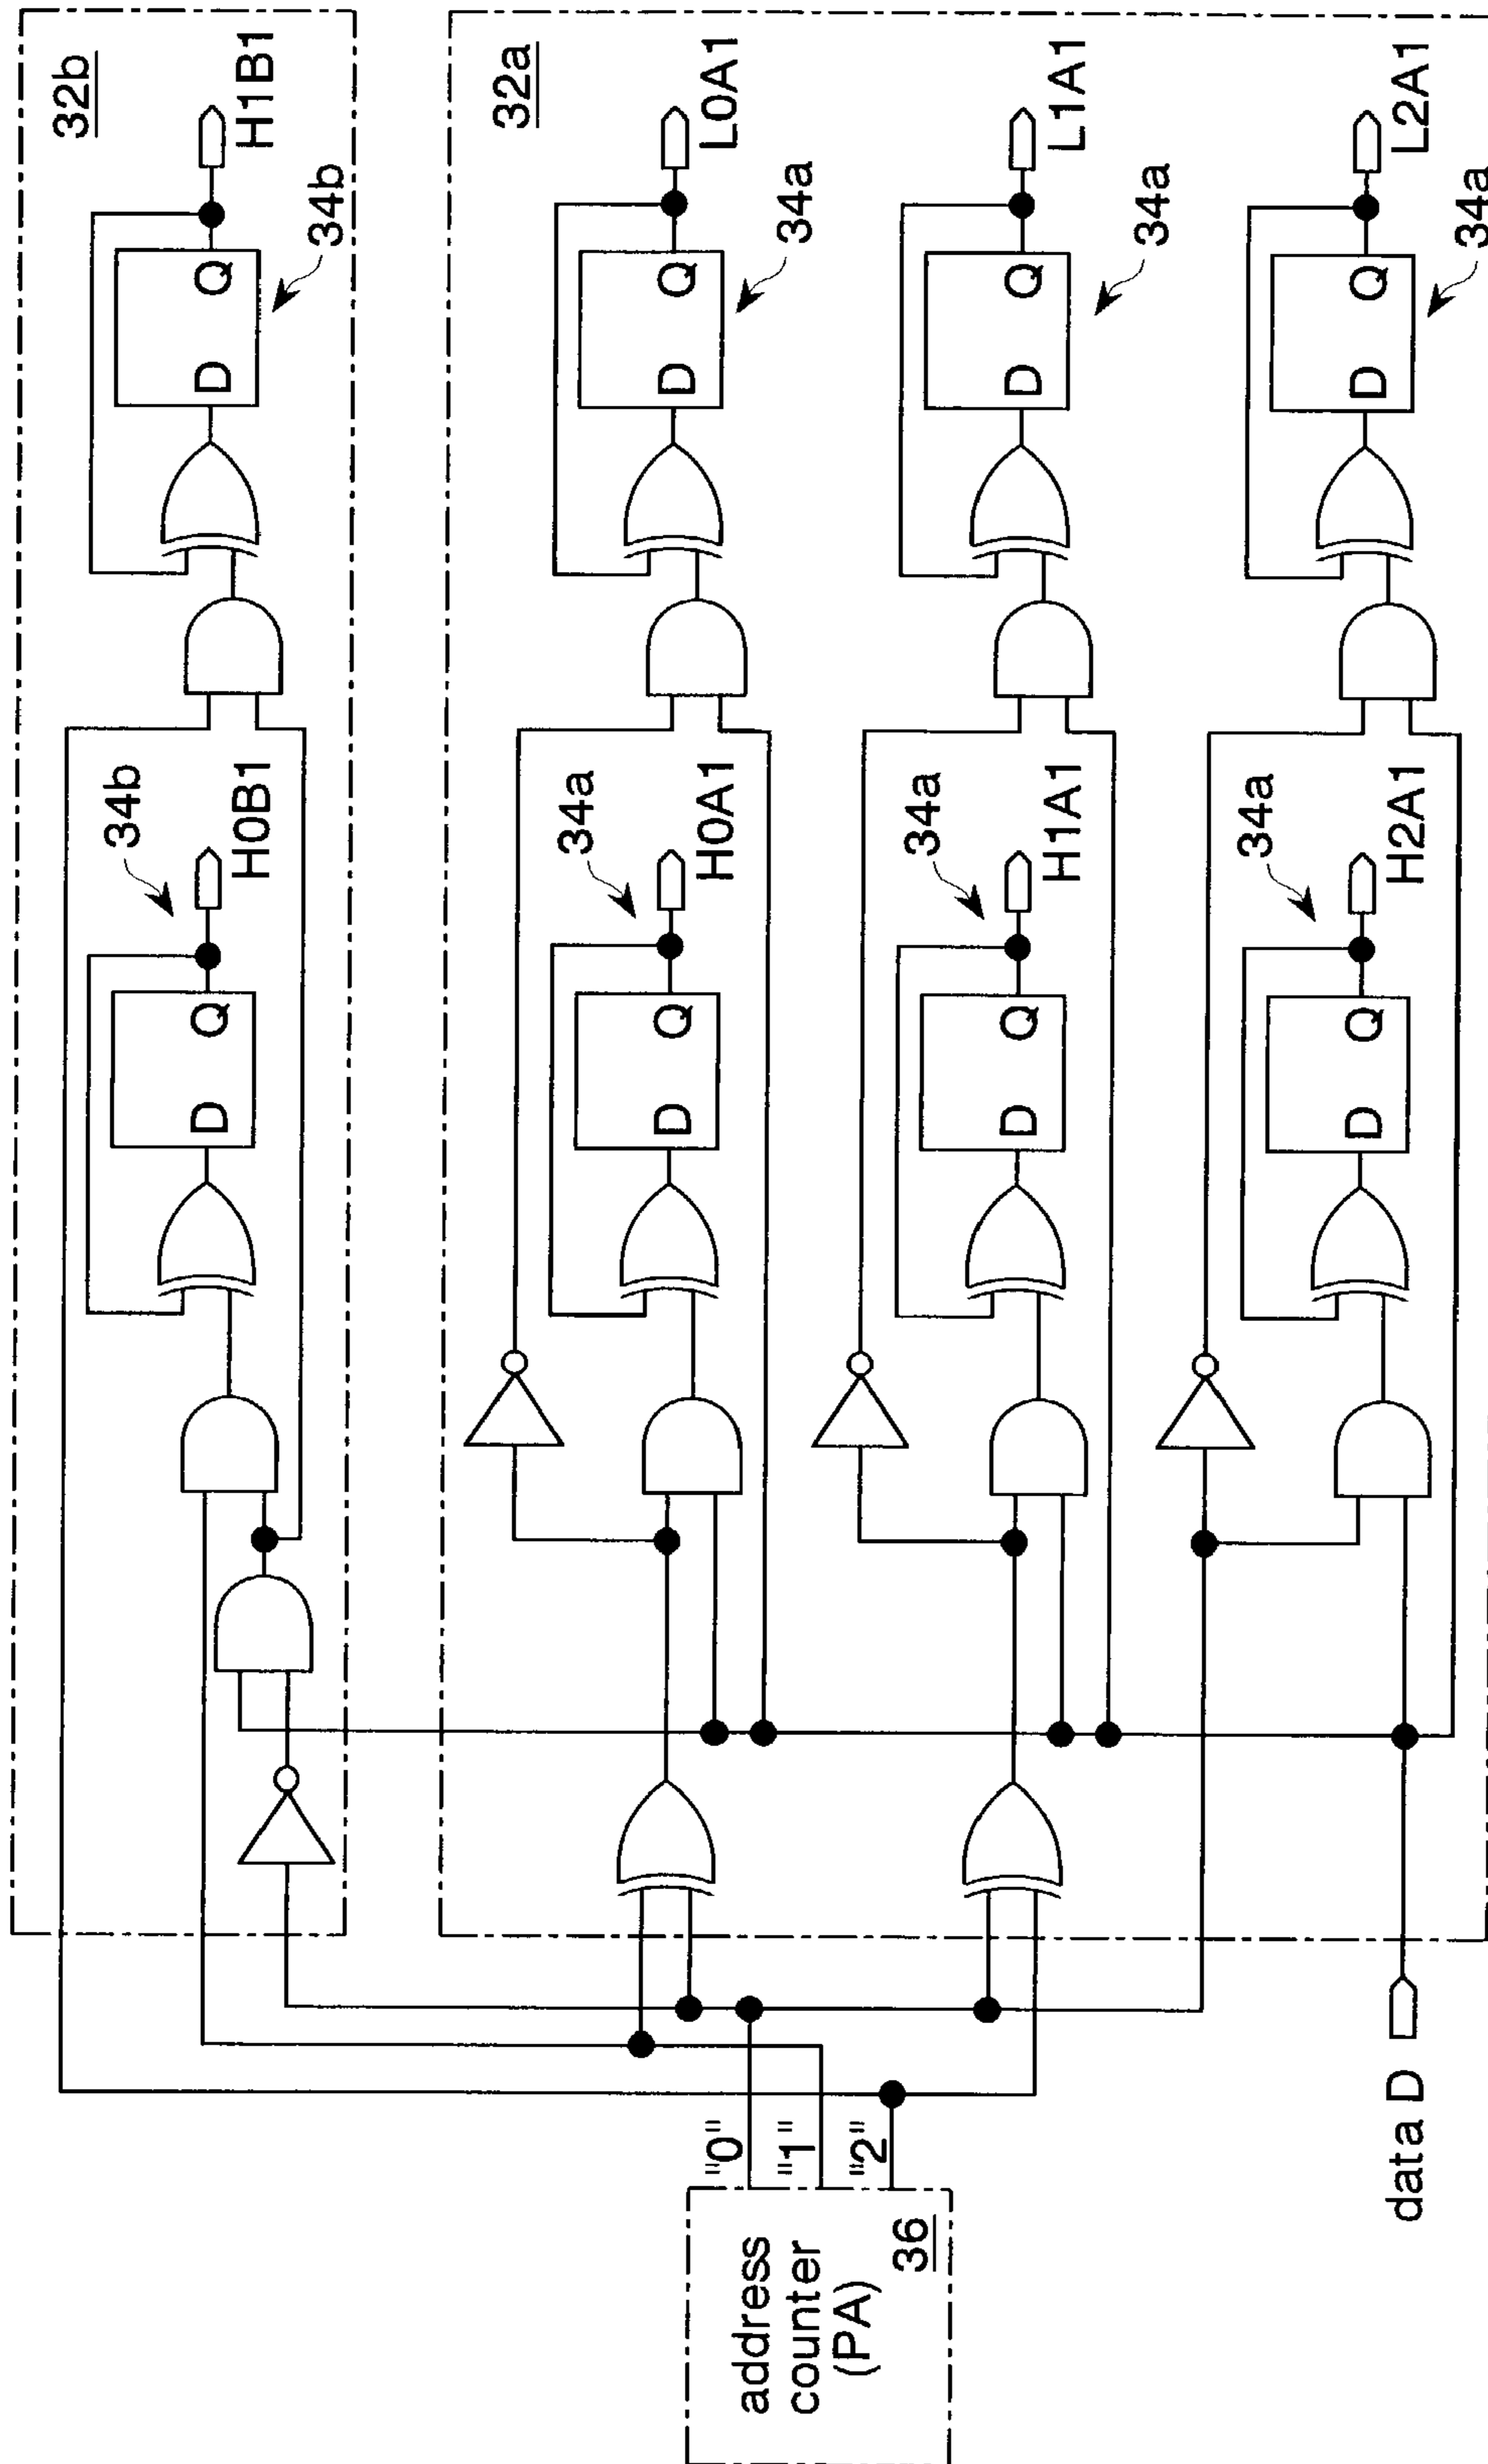 32b
H1B1
34b
34b
H0B1
32a
L0A1
34a
34a
H0A1
L1A1
34a
34a
H1A1
L2A1
34a
34a
H2A1
D
Q
D
Q
D
Q
D
Q
D
Q
D
Q
D
Q
D
Q
"0"
"1"
"2"
address
counter
(PA)
36
data D